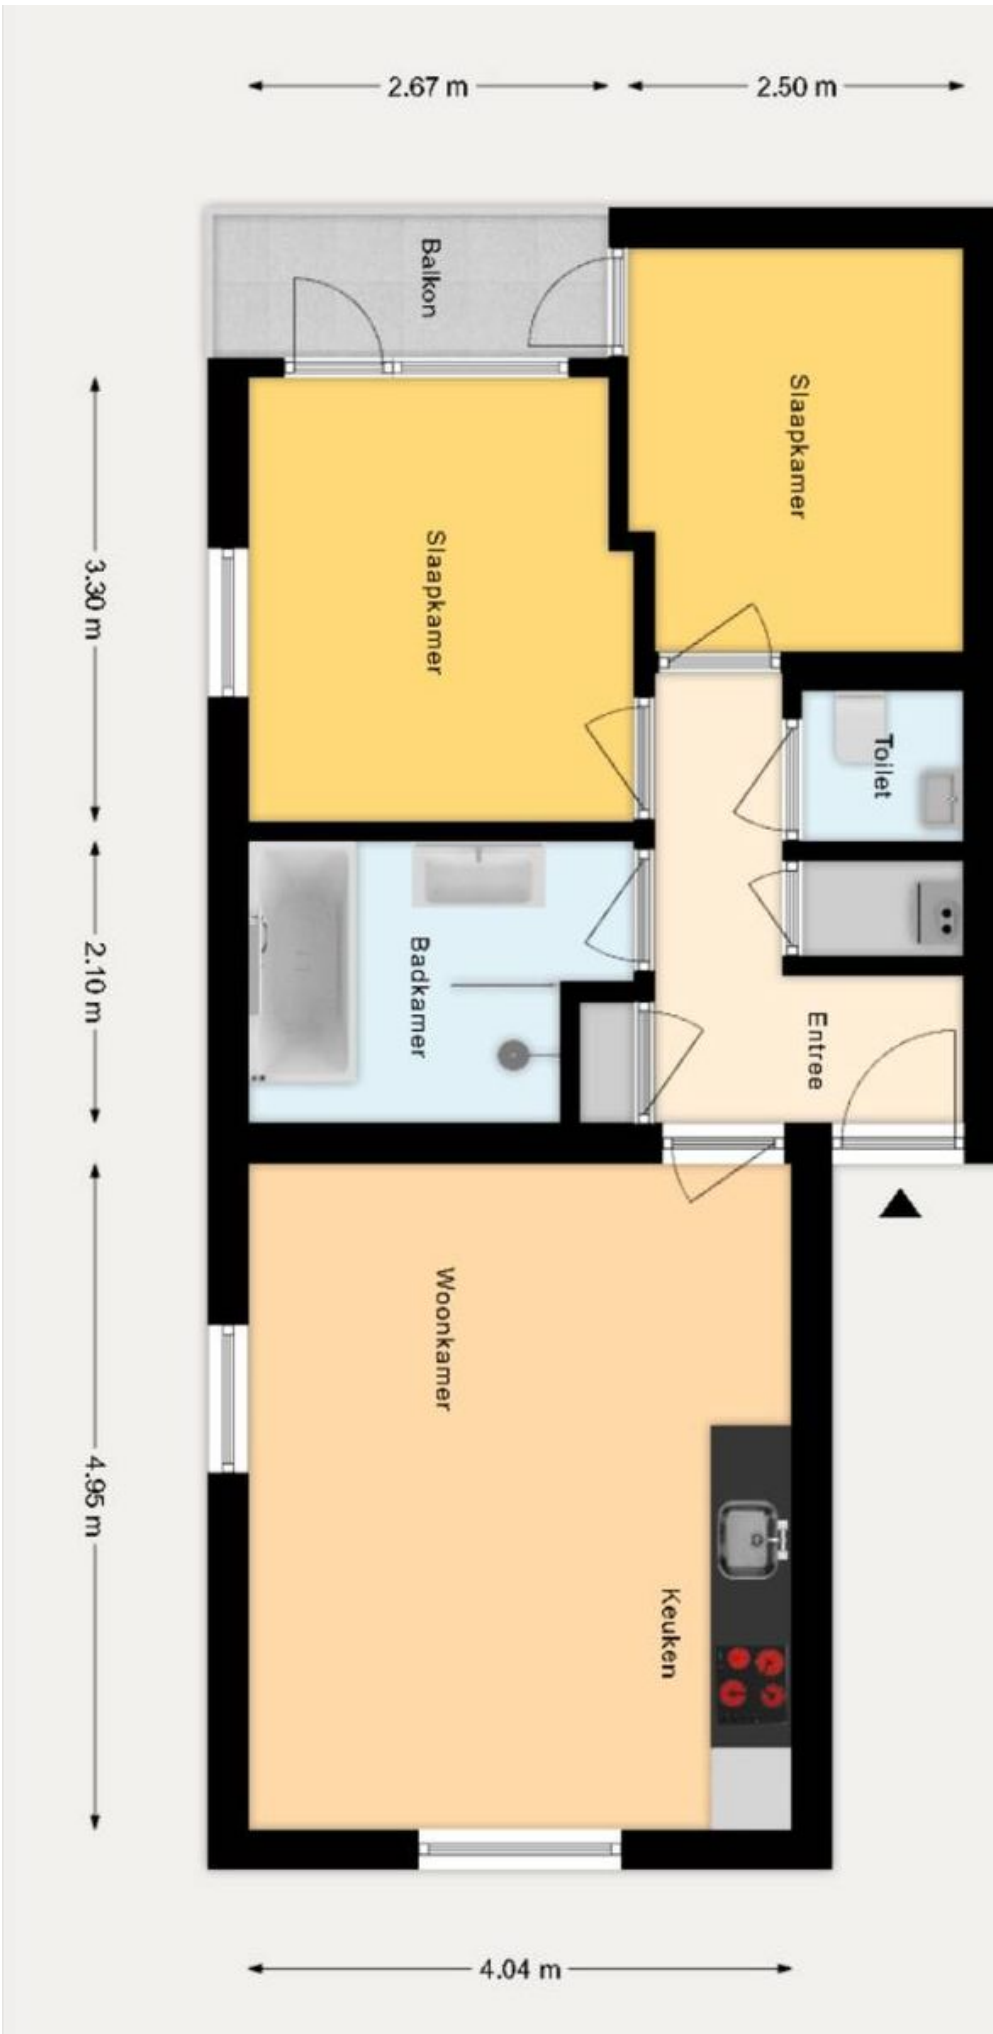 2.67 m
2.50 m
Balkon
Slaapkamer
Slaapkamer
3.30 m
Toilet
2.10 m
Badkamer
Entree
Woonkamer
4.95 m
Keuken
4.04 m